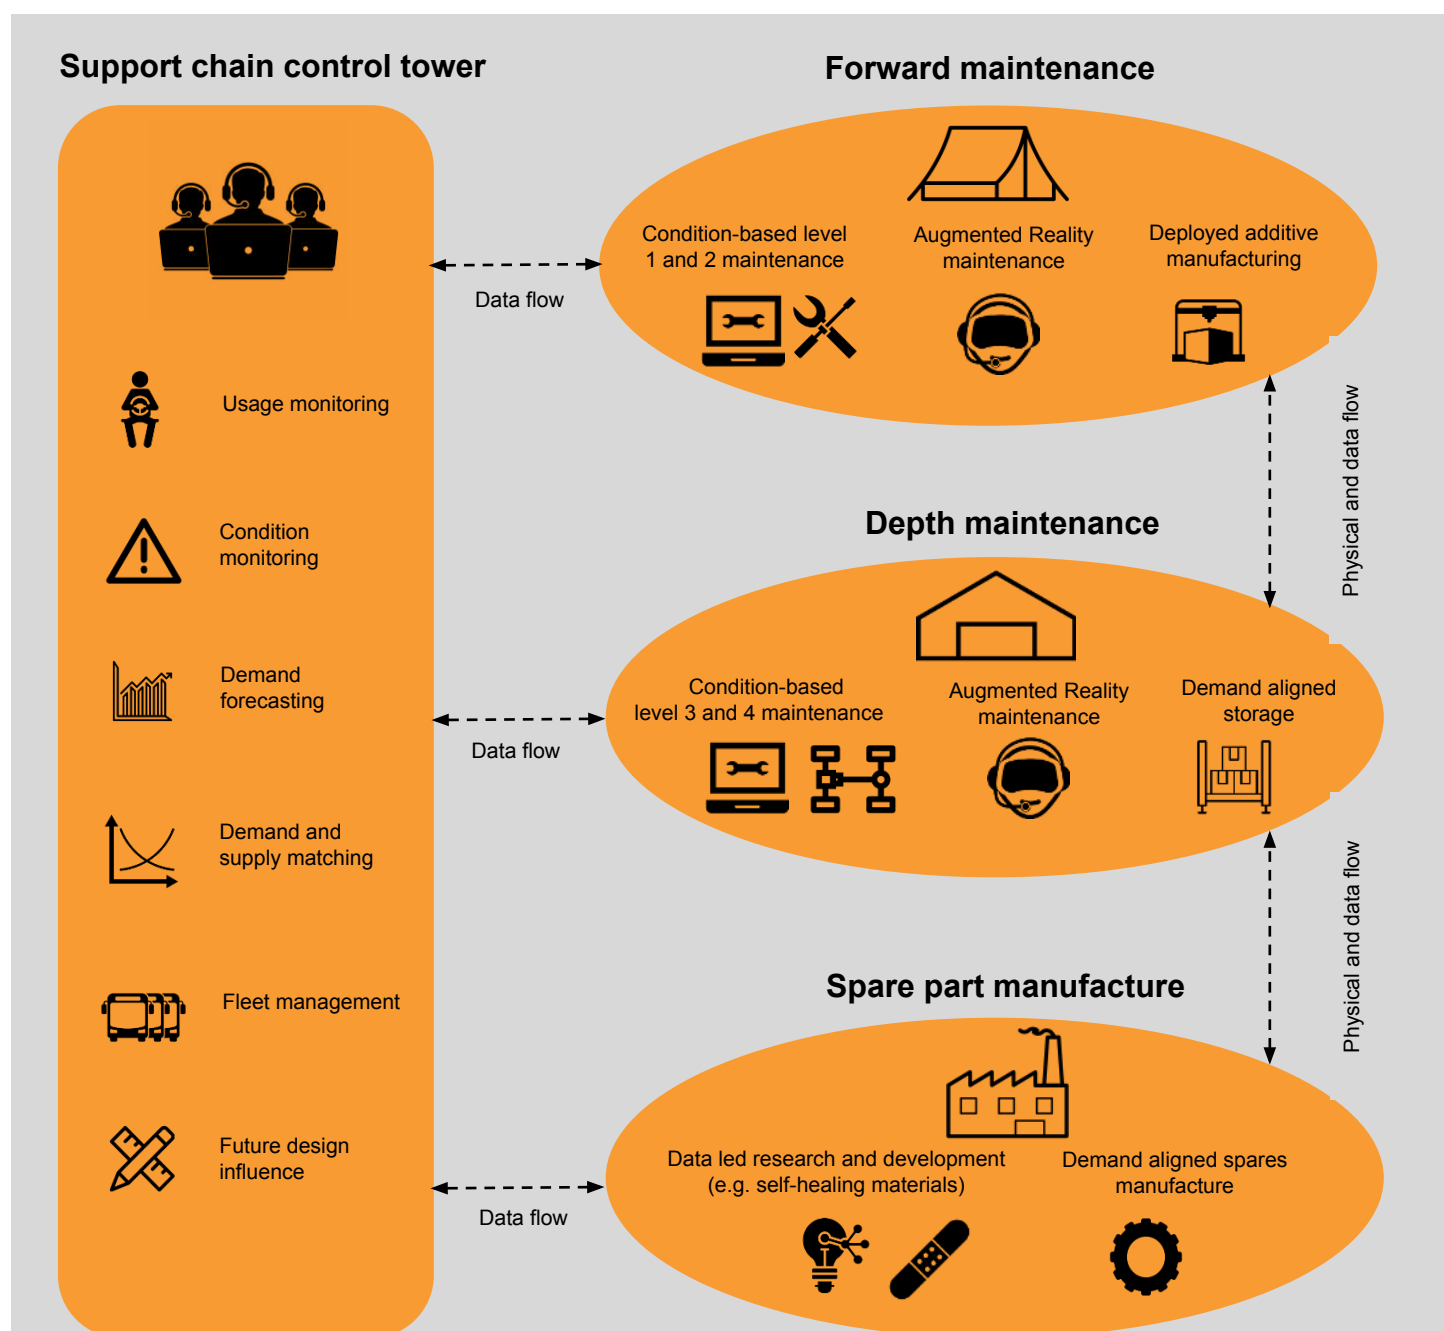 Support chain control tower
Usage monitoring
Condition
monitoring
Demand
forecasting
Demand and
supply matching
Fleet management
Future design
influence
Data flow
Data flow
Data flow
Forward maintenance
Condition-based level
1 and 2 maintenance
Augmented Reality
maintenance
Deployed additive
manufacturing
Physical and data flow
Depth maintenance
Condition-based
level 3 and 4 maintenance
Augmented Reality
maintenance
Demand aligned
storage
Physical and data flow
Spare part manufacture
Data led research and development
(e.g. self-healing materials)
Demand aligned spares
manufacture